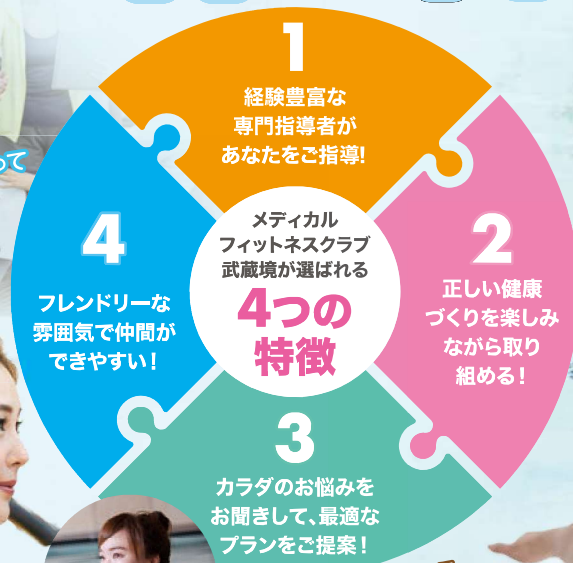 1
経験豊富な
専門指導者が
あなたをご指導!
って
4
フレンドリーな
雰囲気で仲間が
できやすい!
メディカル
フィットネスクラブ
武蔵境が選ばれる
4つの
特徴
2
正しい健康
づくりを楽しみ
ながら取り
組める!
3
カラダのお悩みを
お聞きして、最適な
プランをご提案!